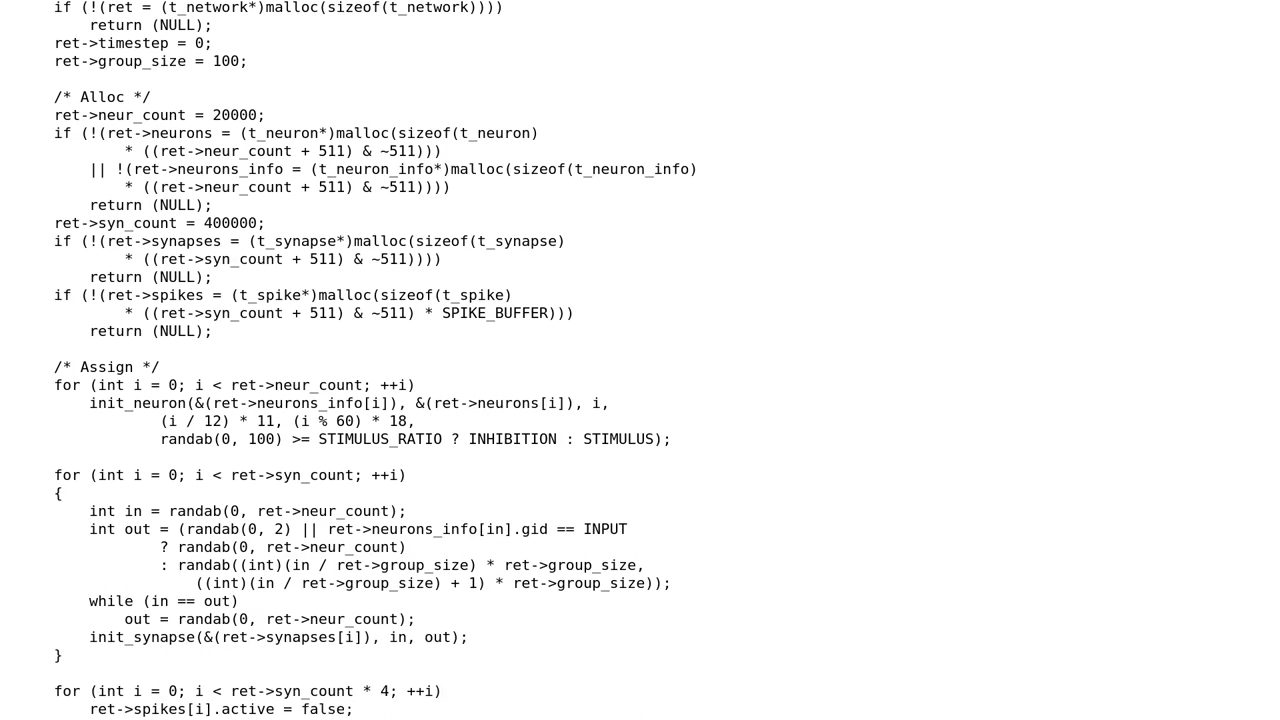 if (!(ret = (t_network*)malloc(sizeof(t_network))))
    return (NULL);
ret->timestep = 0;
ret->group_size = 100;

/* Alloc */
ret->neur_count = 20000;
if (!(ret->neurons = (t_neuron*)malloc(sizeof(t_neuron)
        * ((ret->neur_count + 511) & ~511)))
    || !(ret->neurons_info = (t_neuron_info*)malloc(sizeof(t_neuron_info)
        * ((ret->neur_count + 511) & ~511))))
    return (NULL);
ret->syn_count = 400000;
if (!(ret->synapses = (t_synapse*)malloc(sizeof(t_synapse)
        * ((ret->syn_count + 511) & ~511))))
    return (NULL);
if (!(ret->spikes = (t_spike*)malloc(sizeof(t_spike)
        * ((ret->syn_count + 511) & ~511) * SPIKE_BUFFER)))
    return (NULL);

/* Assign */
for (int i = 0; i < ret->neur_count; ++i)
    init_neuron(&(ret->neurons_info[i]), &(ret->neurons[i]), i,
            (i / 12) * 11, (i % 60) * 18,
            randab(0, 100) >= STIMULUS_RATIO ? INHIBITION : STIMULUS);

for (int i = 0; i < ret->syn_count; ++i)
{
    int in = randab(0, ret->neur_count);
    int out = (randab(0, 2) || ret->neurons_info[in].gid == INPUT
            ? randab(0, ret->neur_count)
            : randab((int)(in / ret->group_size) * ret->group_size,
                ((int)(in / ret->group_size) + 1) * ret->group_size));
    while (in == out)
        out = randab(0, ret->neur_count);
    init_synapse(&(ret->synapses[i]), in, out);
}

for (int i = 0; i < ret->syn_count * 4; ++i)
    ret->spikes[i].active = false;